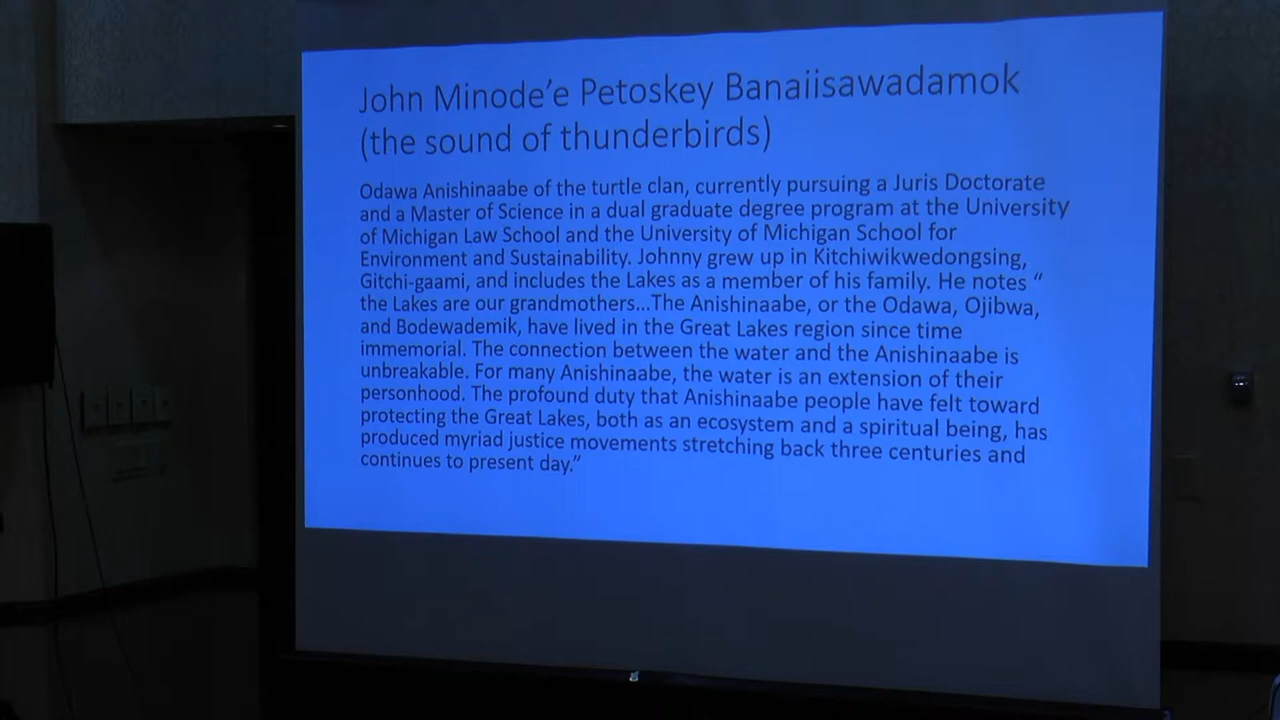 John Minode’e Petoskey Banaiisawadamok
(the sound of thunderbirds)
Odawa Anishinaabe of the turtle clan, currently pursuing a Juris Doctorate
and a Master of Science in a dual graduate degree program at the University
of Michigan Law School and the University of Michigan School for
Environment and Sustainability. Johnny grew up in Kitchiwikwedongsing,
Gitchi-gaami, and includes the Lakes as a member of his family. He notes “
the Lakes are our grandmothers...The Anishinaabe, or the Odawa, Ojibwa,
and Bodewademik, have lived in the Great Lakes region since time
immemorial. The connection between the water and the Anishinaabe is
unbreakable. For many Anishinaabe, the water is an extension of their
personhood. The profound duty that Anishinaabe people have felt toward
protecting the Great Lakes, both as an ecosystem and a spiritual being, has
produced myriad justice movements stretching back three centuries and
continues to present day.”